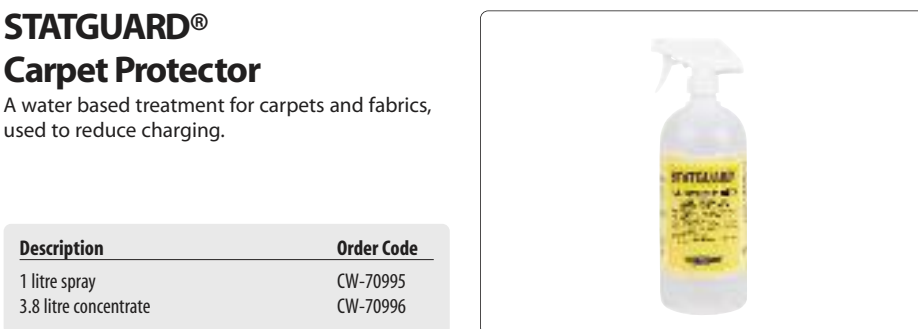 STATGUARD®
Carpet Protector
A water based treatment for carpets and fabrics,
used to reduce charging.
Description Order Code
1 litre spray CW-70995
3.8 litre concentrate CW-70996
STATGUARD